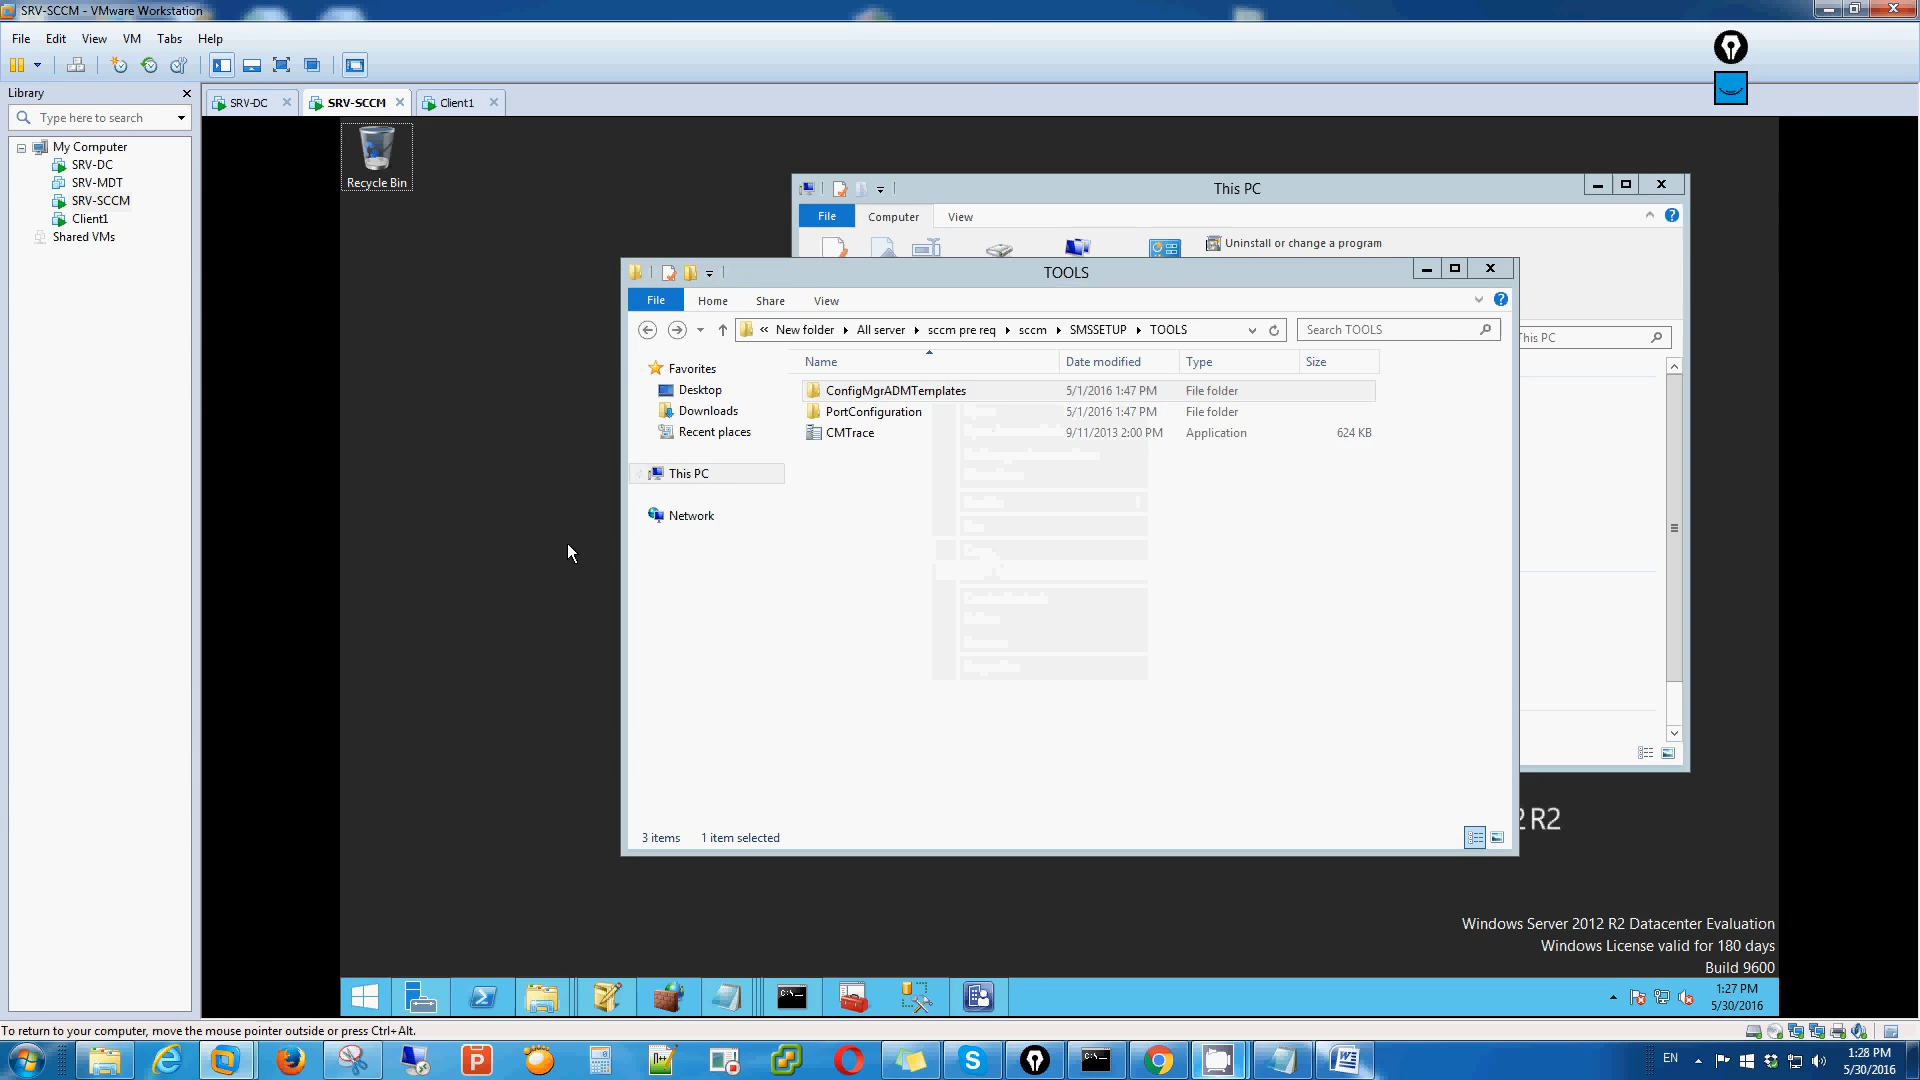 SRV-SCCM - VMware Workstation
File Edit View VM Tabs Help
Library
Type here to search
My Computer
SRV-DC
SRV-MDT
SRV-SCCM
Client1
Shared VMs
SRV-DC
SRV-SCCM
Client1
Recycle Bin
This PC
File Computer View
Uninstall or change a program
TOOLS
File Home Share View
« New folder All server sccm pre req sccm SMSSETUP TOOLS
Search TOOLS
This PC
Favorites
Desktop
Downloads
Recent places
This PC
Network
Name Date modified Type Size
ConfigMgrADMTemplates 5/1/2016 1:47 PM File folder
PortConfiguration 5/1/2016 1:47 PM File folder
CMTrace 9/11/2013 2:00 PM Application 624 KB
3 items 1 item selected
2 R2
Windows Server 2012 R2 Datacenter Evaluation
Windows License valid for 180 days
Build 9600
1:27 PM
5/30/2016
To return to your computer, move the mouse pointer outside or press Ctrl+Alt.
EN
1:28 PM
5/30/2016